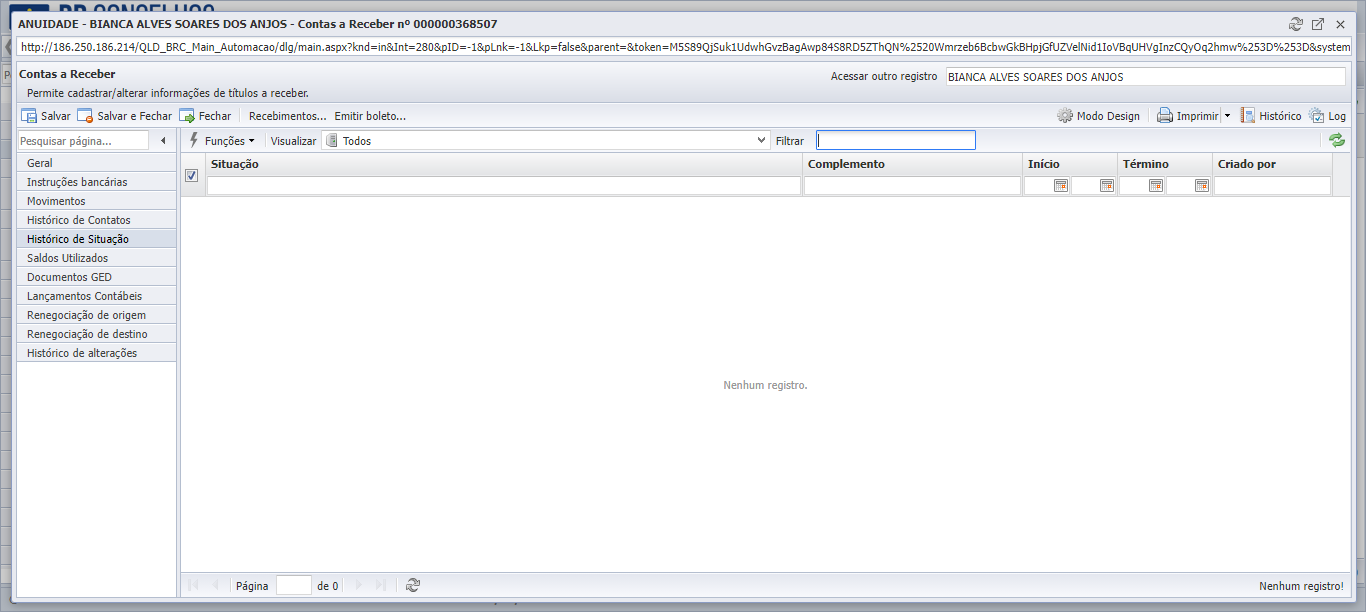 ANUIDADE - BIANCA ALVES SOARES DOS ANJOS - Contas a Receber nº 000000368507
http://186.250.186.214/QLD_BRC_Main_Automacao/dlg/main.aspx?knd=in&Int=280&pID=-1&pLnk=-1&Lkp=false&parent=&token=M5S89QjSuk1UdwhGvzBagAwp84S8RD5ZThQN%2520Wmrzeb6BcbwGkBHpjGfUZVelNid1IoVBqUHVgInzCQyOq2hmw%253D%253D&system
Contas a Receber
Acessar outro registro BIANCA ALVES SOARES DOS ANJOS
Permite cadastrar/alterar informações de títulos a receber.
Salvar Salvar e Fechar Fechar Recebimentos... Emitir boleto... Modo Design Imprimir Histórico Log
Pesquisar página... Funções Visualizar Todos Filtrar
Situação Complemento Início Término Criado por
Geral
Instruções bancárias
Movimentos
Histórico de Contatos
Histórico de Situação
Saldos Utilizados
Documentos GED
Lançamentos Contábeis
Renegociação de origem
Renegociação de destino
Histórico de alterações
Nenhum registro.
Página de 0 Nenhum registro!